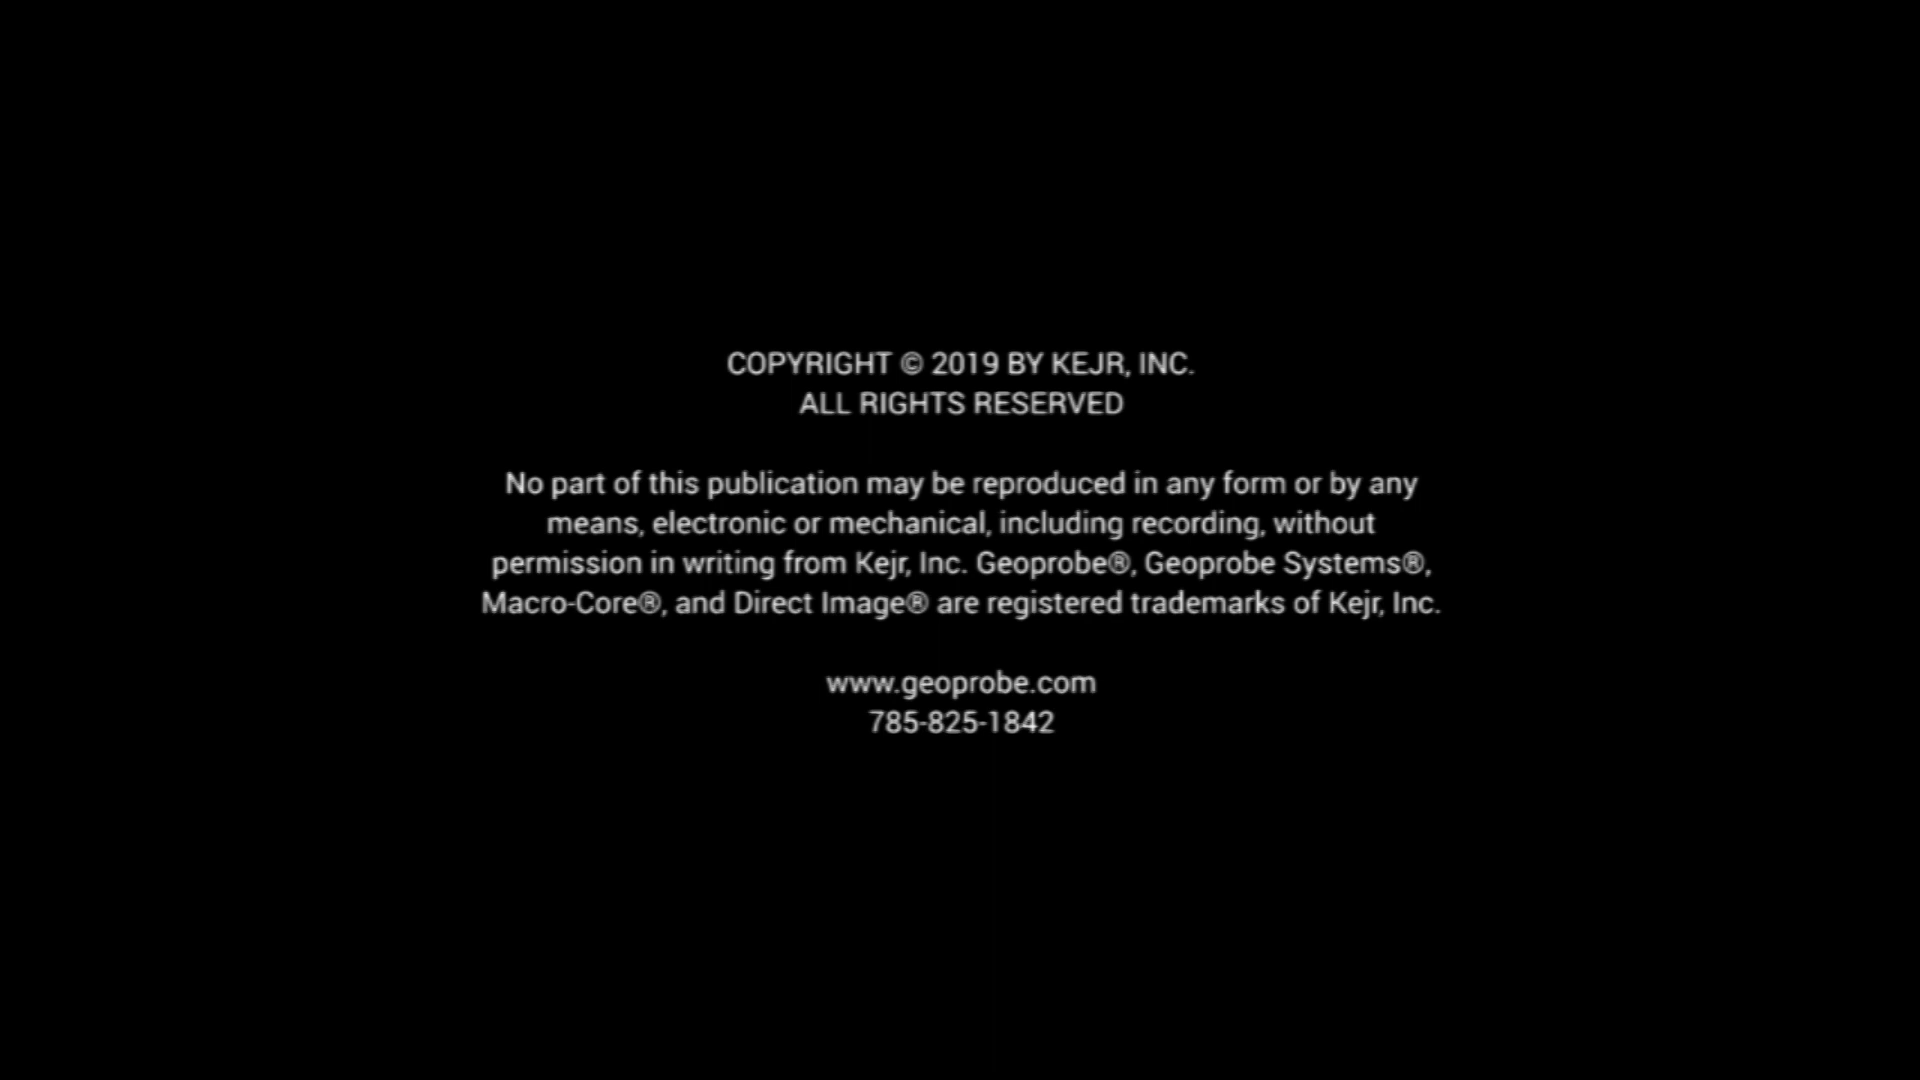 COPYRIGHT © 2019 BY KEJR, INC.
ALL RIGHTS RESERVED
No part of this publication may be reproduced in any form or by any
means, electronic or mechanical, including recording, without
permission in writing from Kejr, Inc. Geoprobe®, Geoprobe Systems®,
Macro-Core®, and Direct Image® are registered trademarks of Kejr, Inc.
www.geoprobe.com
785-825-1842